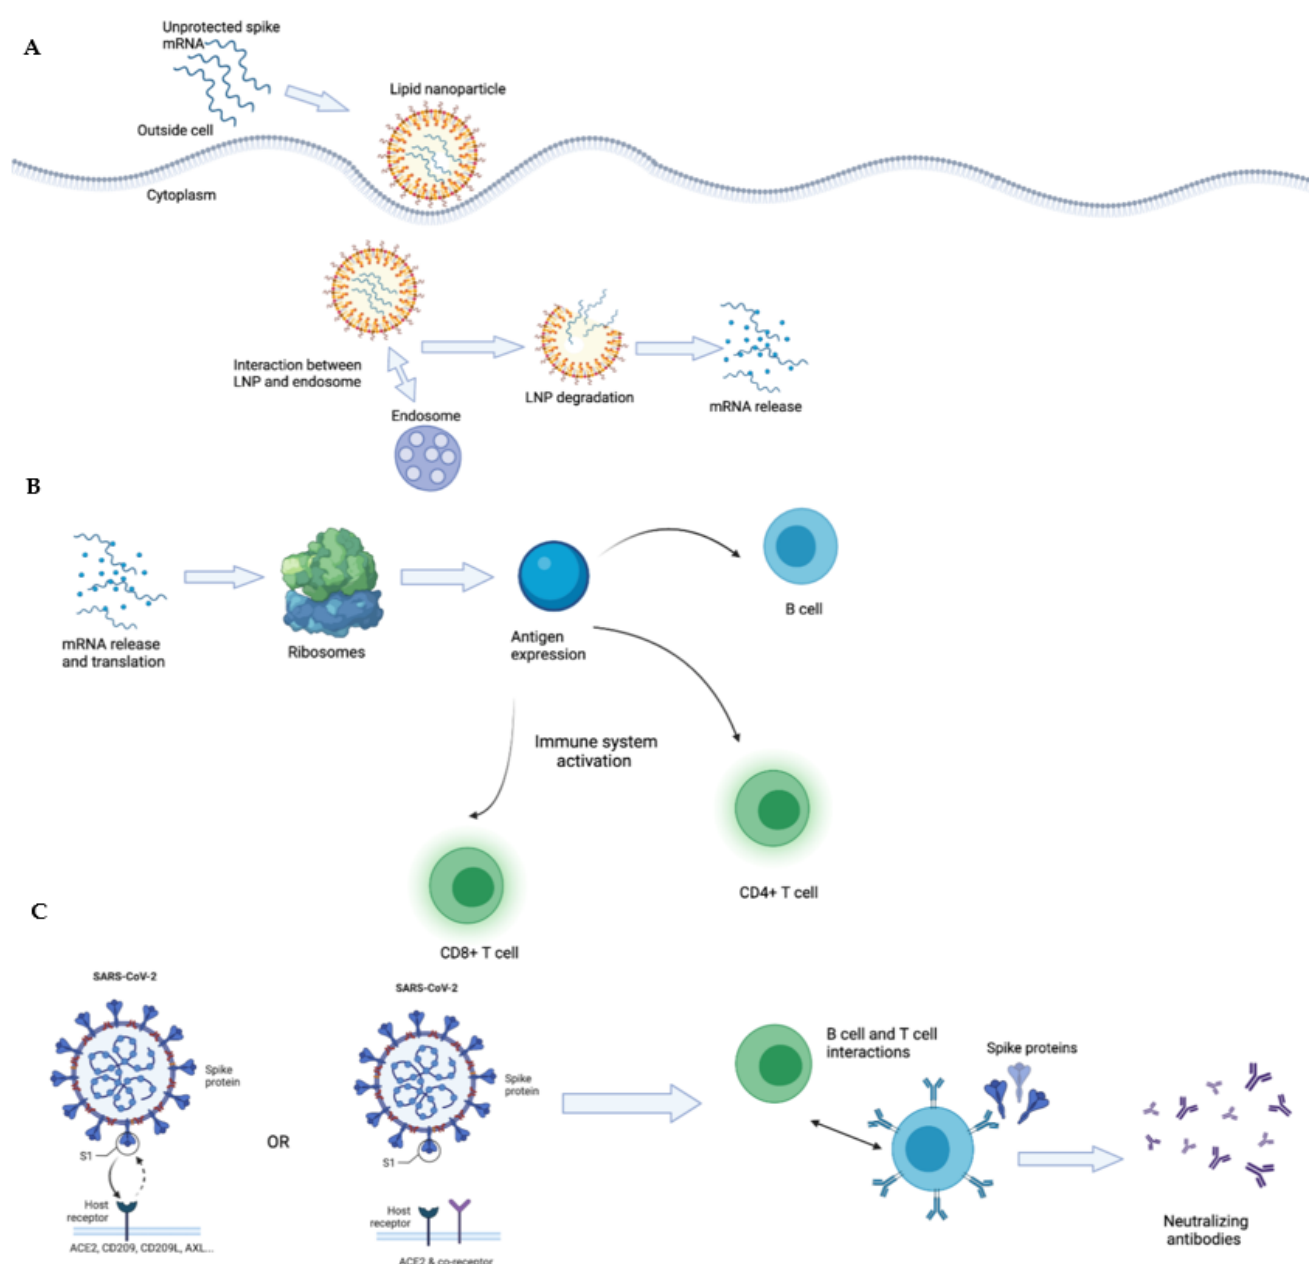 A
Unprotected spike
mRNA
Lipid nanoparticle
Outside cell
Cytoplasm
Interaction between
LNP and endosome
Endosome
LNP degradation
mRNA release
B
mRNA release
and translation
Ribosomes
Antigen
expression
B cell
Immune system
activation
CD4+ T cell
CD8+ T cell
C
SARS-CoV-2
Spike
protein
S1
Host
receptor
ACE2, CD209, CD209L, AXL...
OR
SARS-CoV-2
Spike
protein
S1
Host
receptor
ACE2 & co-receptor
B cell and T cell
interactions
Spike proteins
Neutralizing
antibodies